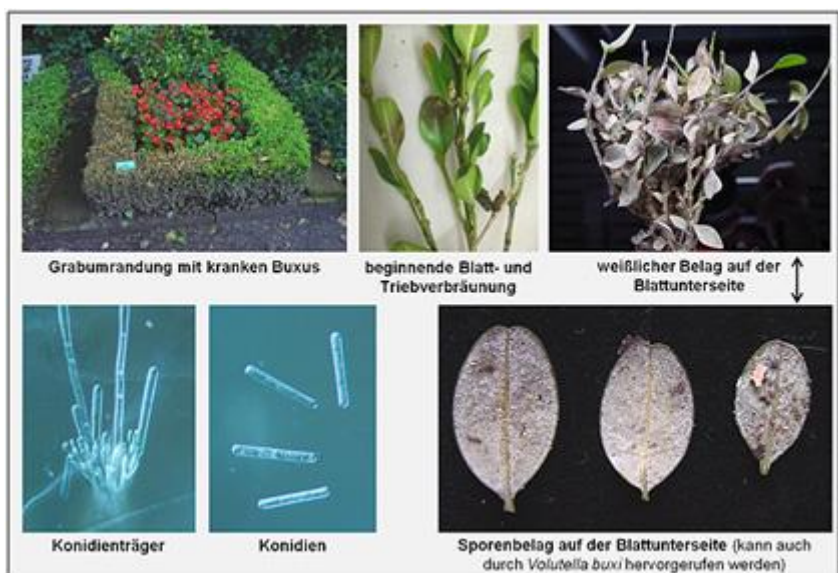 Grabumrandung mit kranken Buxus
beginnende Blatt- und
Triebverbräunung
weißlicher Belag auf der
Blattunterseite
Konidienträger
Konidien
Sporenbelag auf der Blattunterseite (kann auch
durch Volutella buxi hervorgerufen werden)